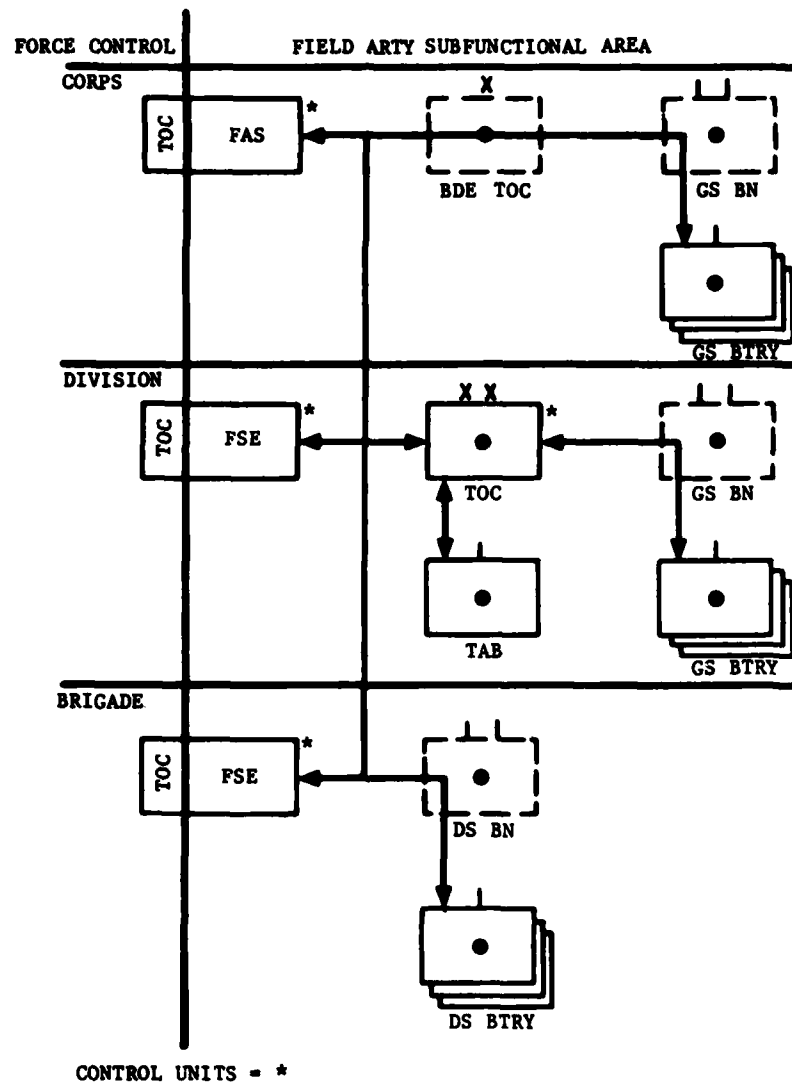 FORCE CONTROL
FIELD ARTY SUBFUNCTIONAL AREA
CORPS
X
TOC
FAS
*
BDE TOC
GS BN
GS BTRY
DIVISION
X X
TOC
FSE
*
*
TOC
GS BN
TAB
GS BTRY
BRIGADE
TOC
FSE
*
DS BN
DS BTRY
CONTROL UNITS = *